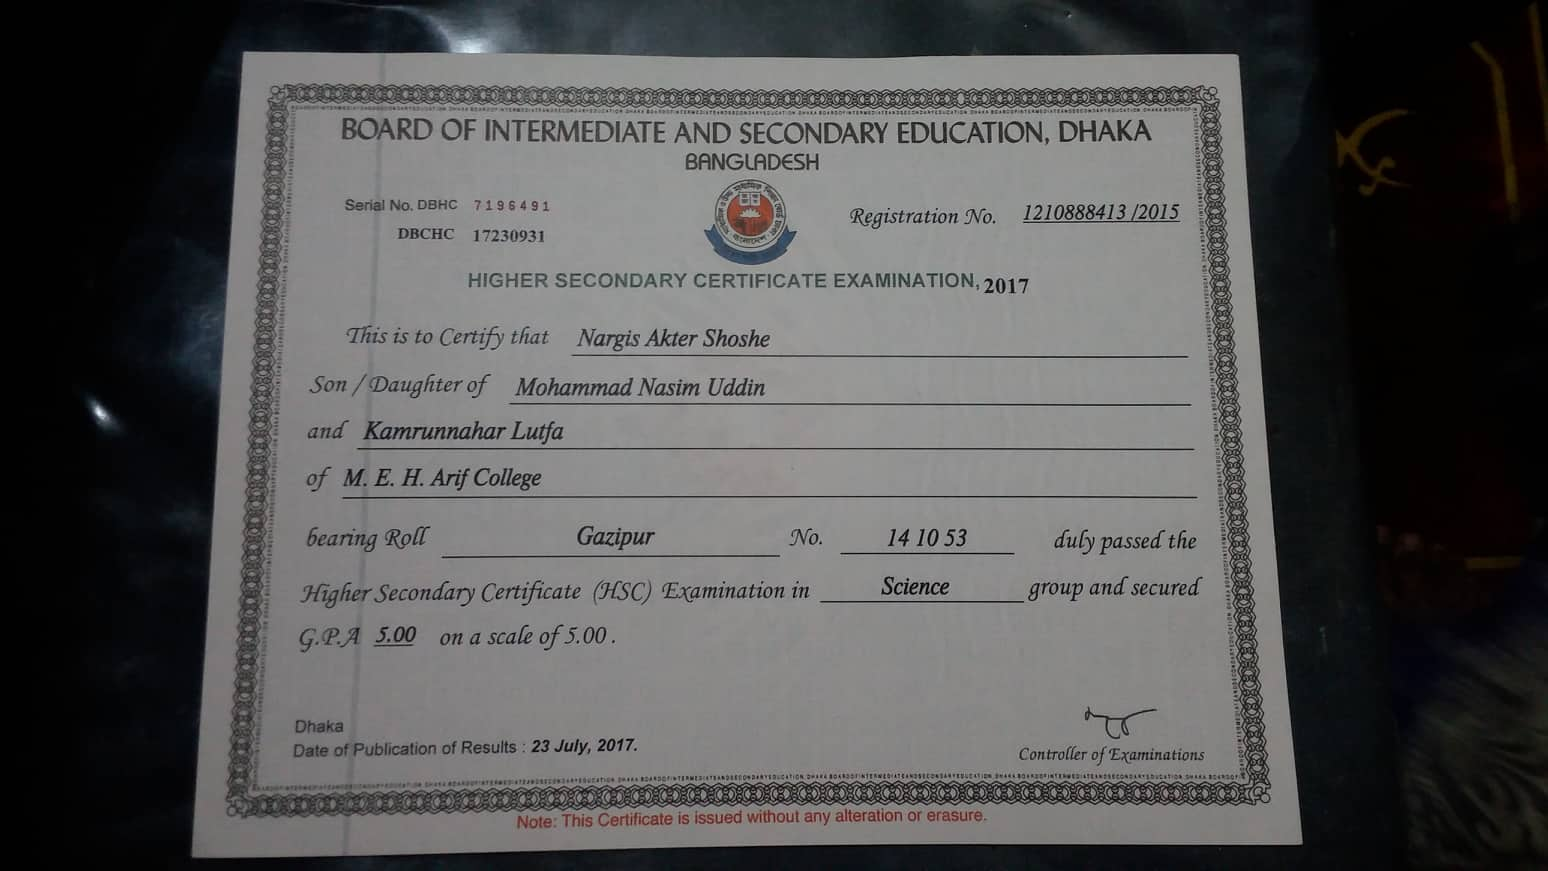 BOARD OF INTERMEDIATE AND SECONDARY EDUCATION, DHAKA
BANGLADESH
Serial No. DBHC 7196491
DBCHC 17230931
Registration No. 1210888413 /2015
HIGHER SECONDARY CERTIFICATE EXAMINATION, 2017
This is to Certify that Nargis Akter Shoshe
Son / Daughter of Mohammad Nasim Uddin
and Kamrunnahar Lutfa
of M. E. H. Arif College
bearing Roll Gazipur No. 14 10 53 duly passed the
Higher Secondary Certificate (HSC) Examination in Science group and secured
G.P.A 5.00 on a scale of 5.00 .
Dhaka
Date of Publication of Results : 23 July, 2017.
Controller of Examinations
Note: This Certificate is issued without any alteration or erasure.